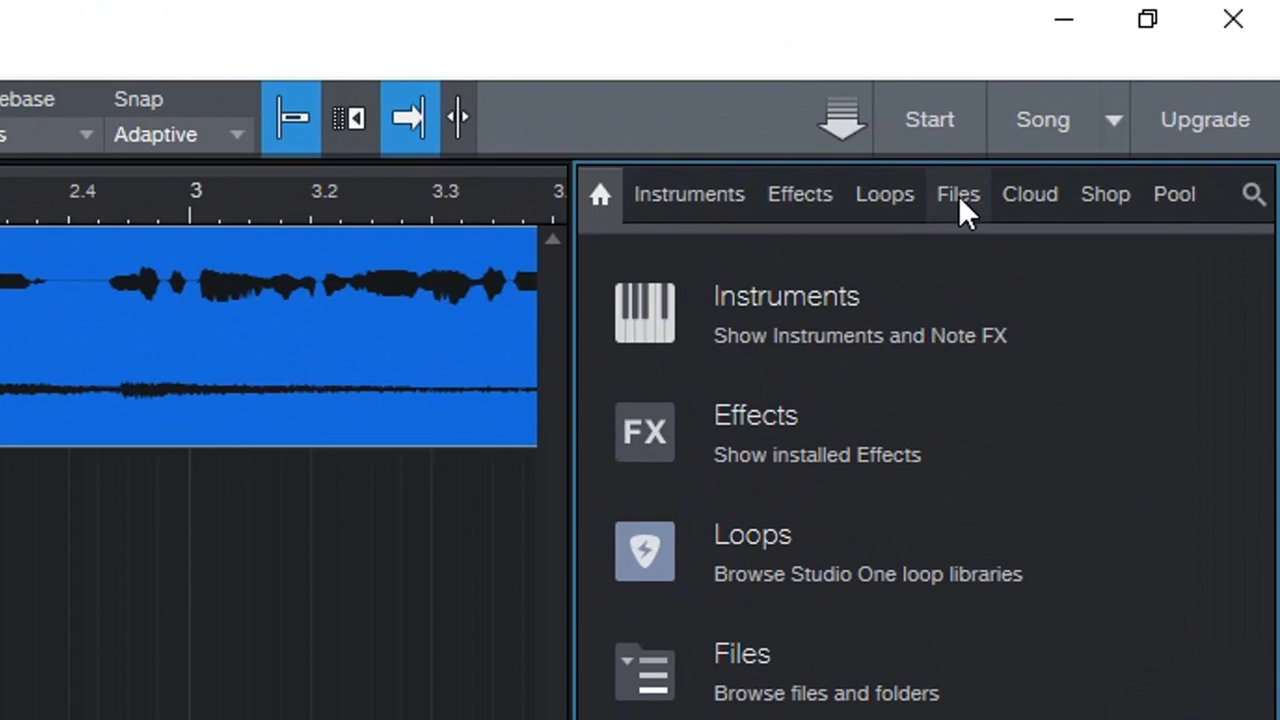 ebase Snap
s Adaptive Start Song Upgrade
2.4 3 3.2 3.3 3.
Instruments Effects Loops Files Cloud Shop Pool
Instruments
Show Instruments and Note FX
FX
Effects
Show installed Effects
Loops
Browse Studio One loop libraries
Files
Browse files and folders